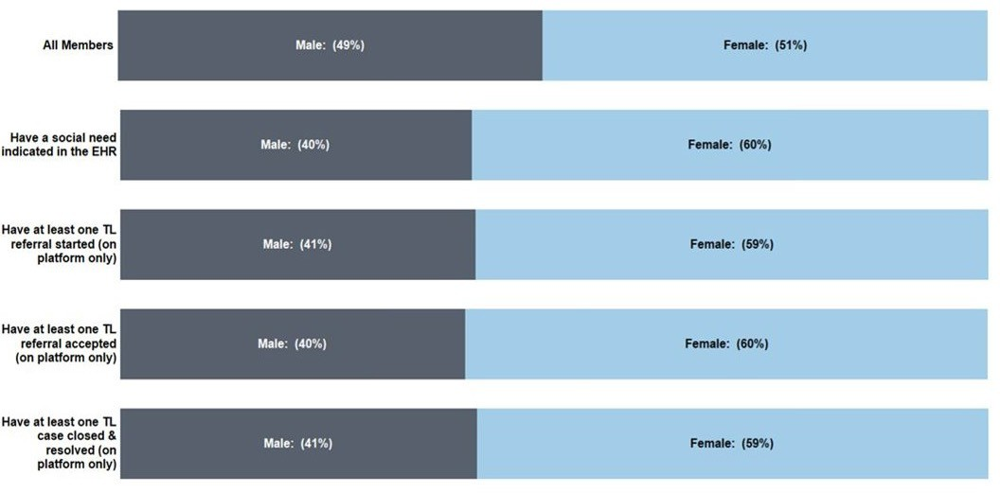 All Members
Male:  (49%)
Female:  (51%)
Have a social need
indicated in the EHR
Male:  (40%)
Female:  (60%)
Have at least one TL
referral started (on
platform only)
Male:  (41%)
Female:  (59%)
Have at least one TL
referral accepted
(on platform only)
Male:  (40%)
Female:  (60%)
Have at least one TL
case closed &
resolved (on
platform only)
Male:  (41%)
Female:  (59%)